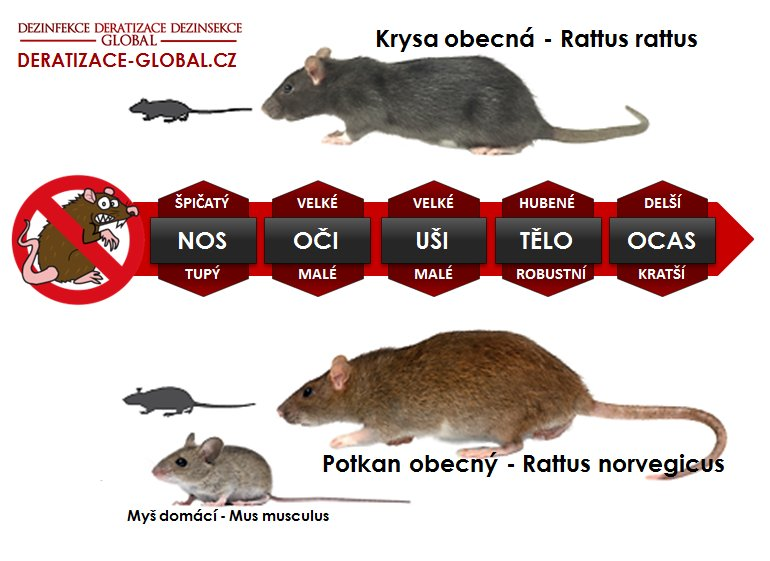 DEZINFEKCE DERATIZACE DEZINSEKCE
GLOBAL
DERATIZACE-GLOBAL.CZ
Krysa obecná - Rattus rattus
ŠPIČATÝ VELKÉ VELKÉ HUBENÉ DELŠÍ
NOS OČI UŠI TĚLO OCAS
TUPÝ MALÉ MALÉ ROBUSTNÍ KRATŠÍ
Potkan obecný - Rattus norvegicus
Myš domácí - Mus musculus